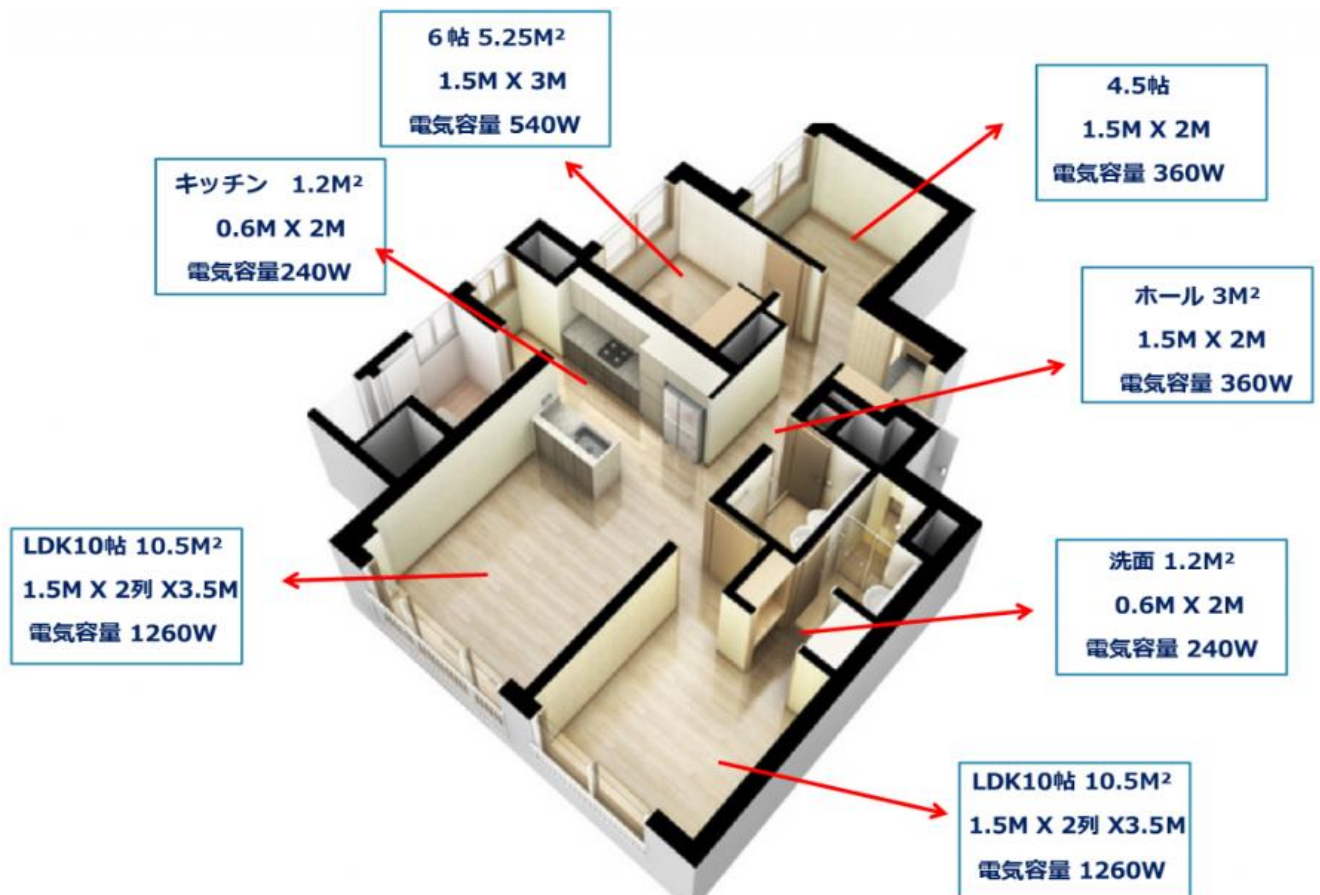 6帖 5.25M²
1.5M X 3M
電気容量 540W
4.5帖
1.5M X 2M
電気容量 360W
キッチン 1.2M²
0.6M X 2M
電気容量240W
ホール 3M²
1.5M X 2M
電気容量 360W
LDK10帖 10.5M²
1.5M X 2列 X3.5M
電気容量 1260W
洗面 1.2M²
0.6M X 2M
電気容量 240W
LDK10帖 10.5M²
1.5M X 2列 X3.5M
電気容量 1260W